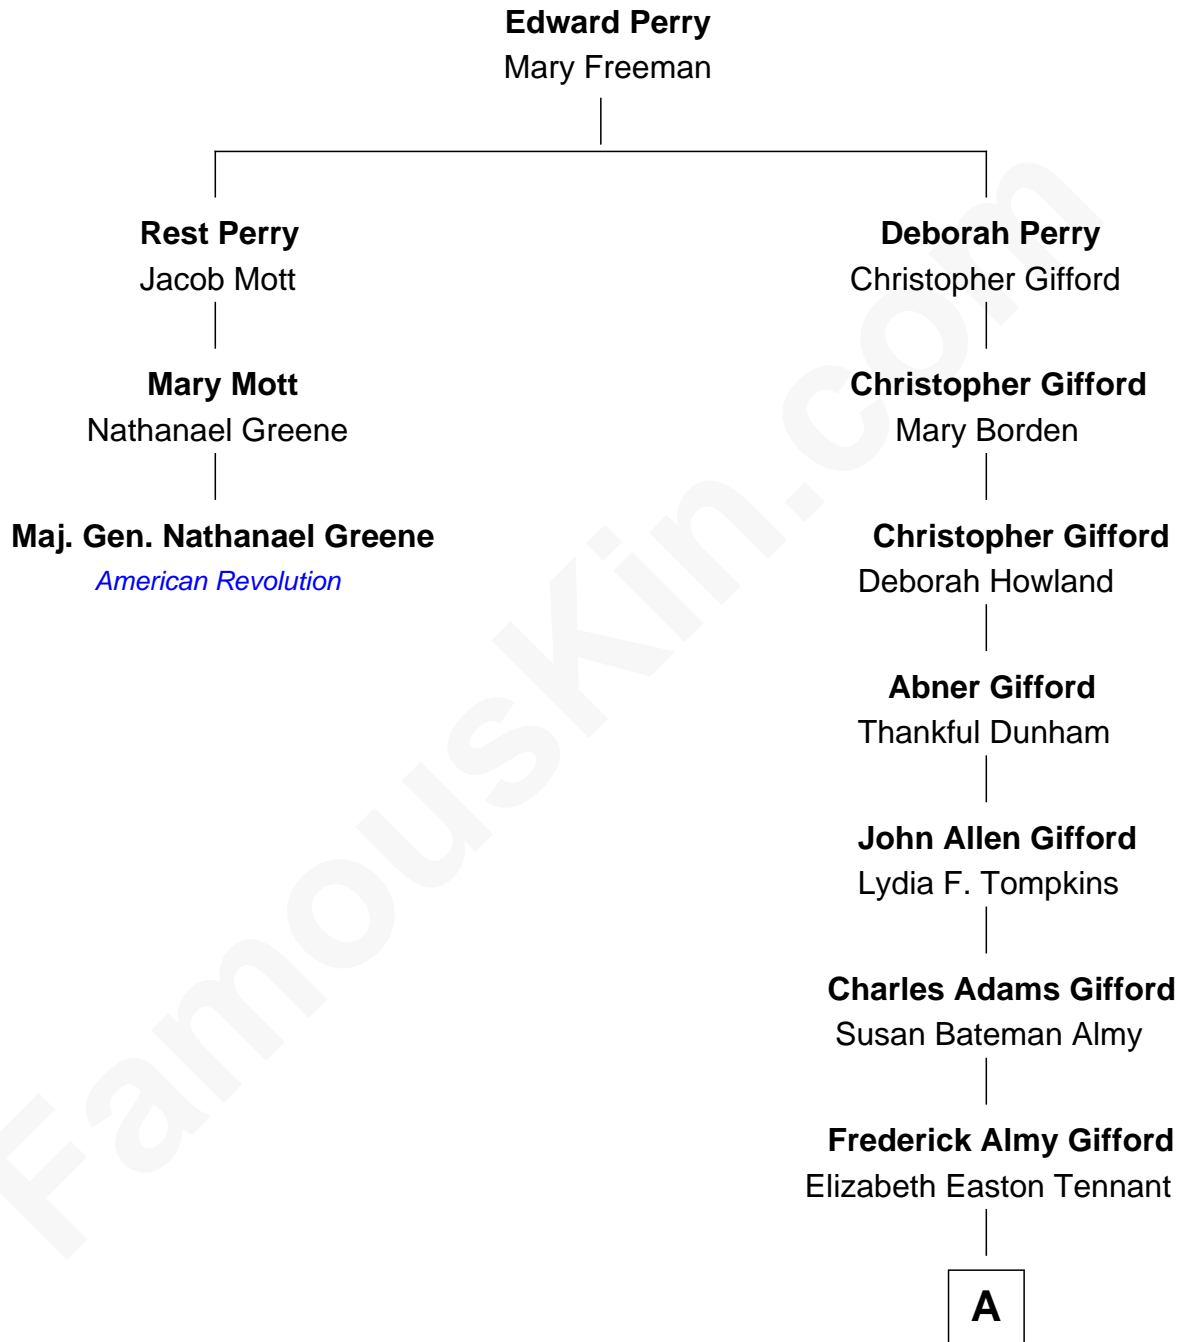 Edward Perry
Mary Freeman
Rest Perry
Jacob Mott
Deborah Perry
Christopher Gifford
Mary Mott
Nathanael Greene
Christopher Gifford
Mary Borden
Maj. Gen. Nathanael Greene
American Revolution
Christopher Gifford
Deborah Howland
Abner Gifford
Thankful Dunham
John Allen Gifford
Lydia F. Tompkins
Charles Adams Gifford
Susan Bateman Almy
Frederick Almy Gifford
Elizabeth Easton Tennant
A
FamousKin.com